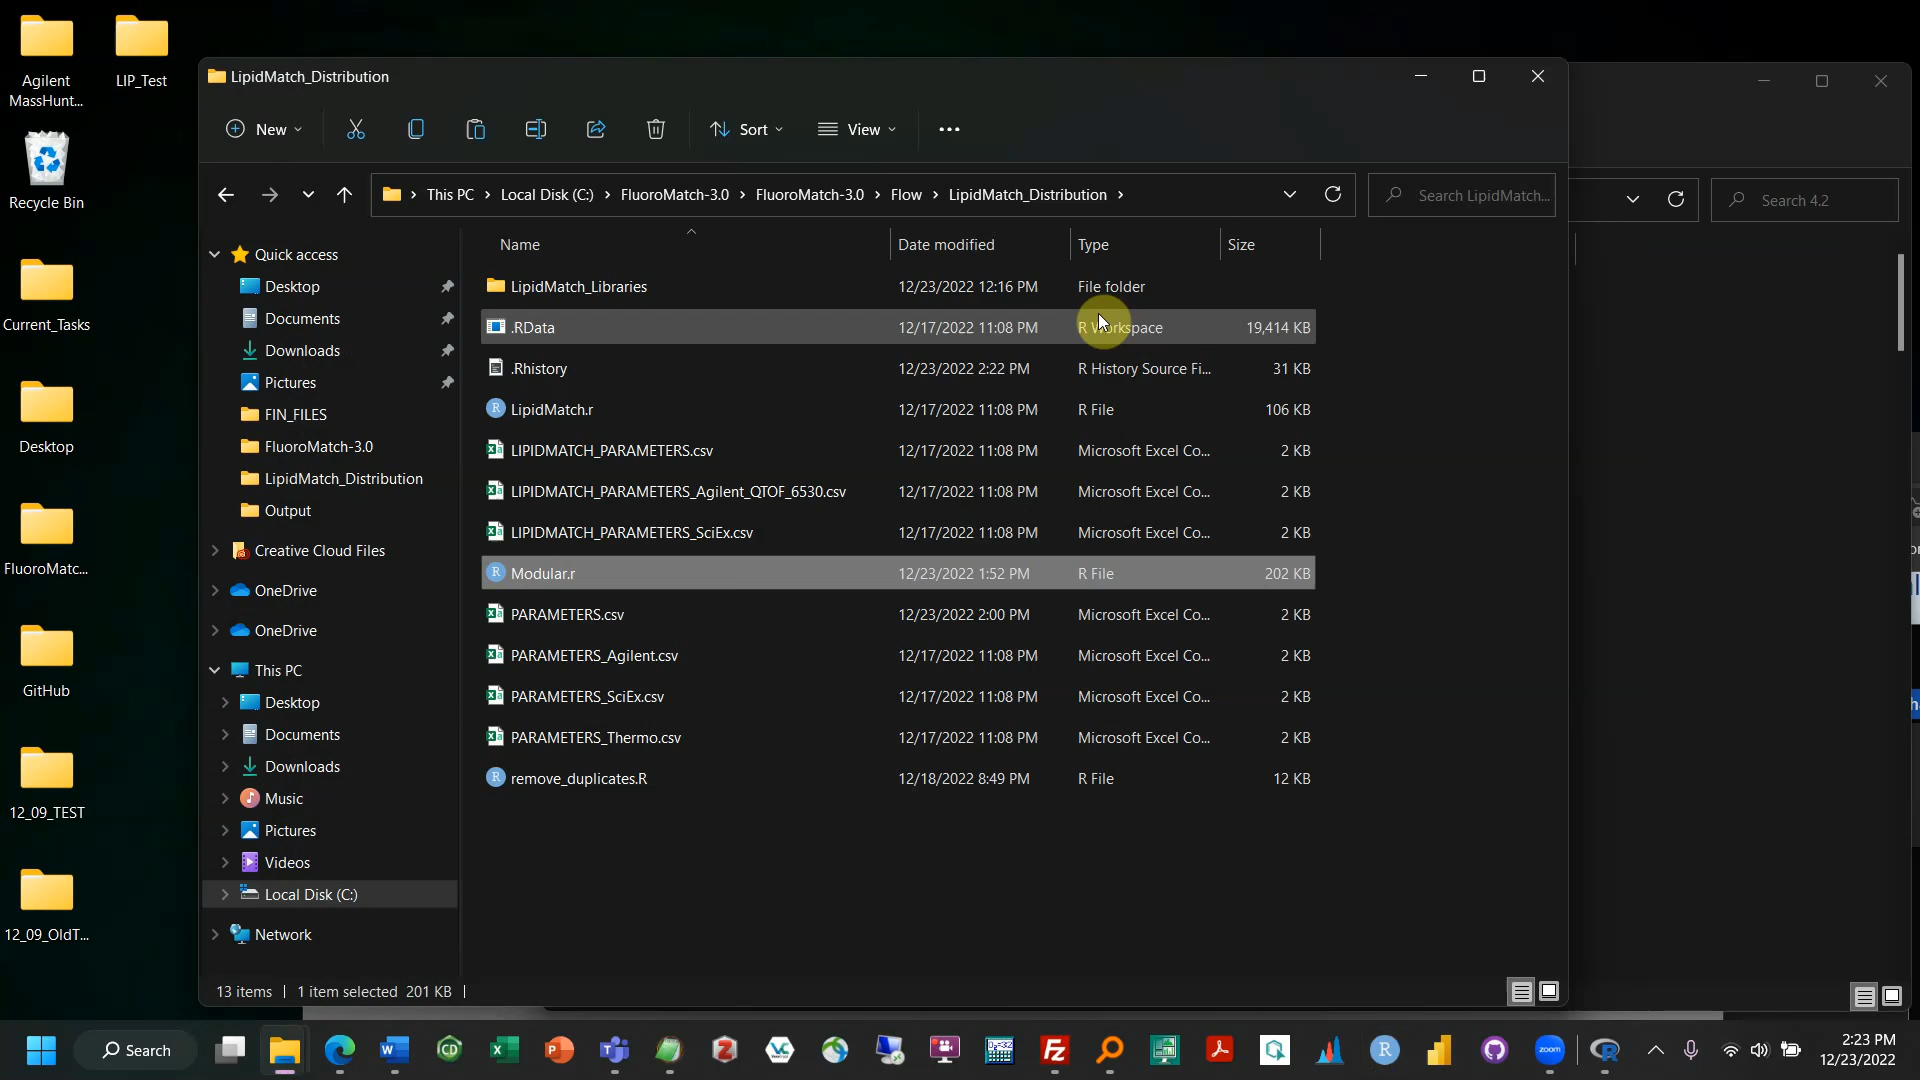 Agilent
MassHunt...
LIP_Test
Recycle Bin
Current_Tasks
Desktop
FluoroMatc...
GitHub
12_09_TEST
12_09_OldT...
LipidMatch_Distribution
New
Sort
View
This PC
Local Disk (C:)
FluoroMatch-3.0
FluoroMatch-3.0
Flow
LipidMatch_Distribution
Search LipidMatch...
Search 4.2
Quick access
Desktop
Documents
Downloads
Pictures
FIN_FILES
FluoroMatch-3.0
LipidMatch_Distribution
Output
Creative Cloud Files
OneDrive
OneDrive
This PC
Desktop
Documents
Downloads
Music
Pictures
Videos
Local Disk (C:)
Network
Name Date modified Type Size
LipidMatch_Libraries 12/23/2022 12:16 PM File folder
.RData 12/17/2022 11:08 PM R Workspace 19,414 KB
.Rhistory 12/23/2022 2:22 PM R History Source Fi... 31 KB
LipidMatch.r 12/17/2022 11:08 PM R File 106 KB
LIPIDMATCH_PARAMETERS.csv 12/17/2022 11:08 PM Microsoft Excel Co... 2 KB
LIPIDMATCH_PARAMETERS_Agilent_QTOF_6530.csv 12/17/2022 11:08 PM Microsoft Excel Co... 2 KB
LIPIDMATCH_PARAMETERS_SciEx.csv 12/17/2022 11:08 PM Microsoft Excel Co... 2 KB
Modular.r 12/23/2022 1:52 PM R File 202 KB
PARAMETERS.csv 12/23/2022 2:00 PM Microsoft Excel Co... 2 KB
PARAMETERS_Agilent.csv 12/17/2022 11:08 PM Microsoft Excel Co... 2 KB
PARAMETERS_SciEx.csv 12/17/2022 11:08 PM Microsoft Excel Co... 2 KB
PARAMETERS_Thermo.csv 12/17/2022 11:08 PM Microsoft Excel Co... 2 KB
remove_duplicates.R 12/18/2022 8:49 PM R File 12 KB
13 items 1 item selected 201 KB
Search
zoom
2:23 PM
12/23/2022